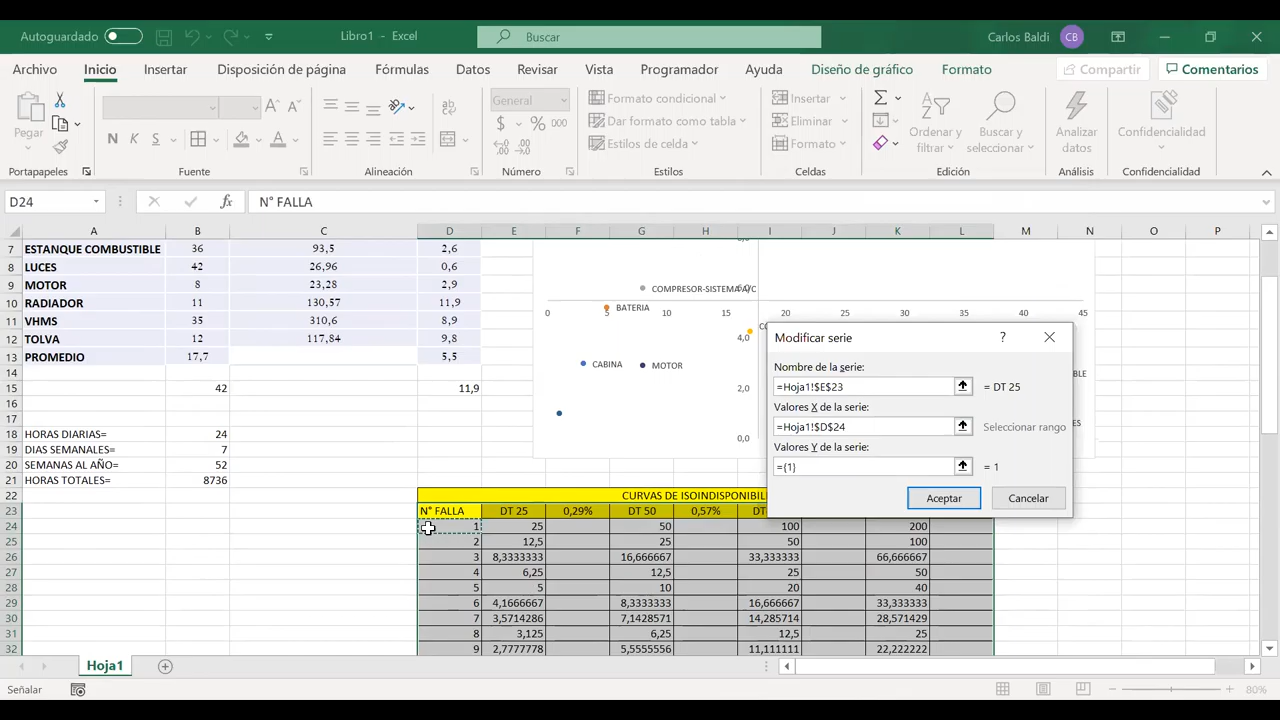 Autoguardado
Libro1 - Excel
Buscar
Carlos Baldi CB
Archivo Inicio Insertar Disposición de página Fórmulas Datos Revisar Vista Programador Ayuda Diseño de gráfico Formato Compartir Comentarios
Pegar
N K S
General
$ % 000
Formato condicional
Dar formato como tabla
Estilos de celda
Insertar
Eliminar
Formato
Ordenar y filtrar
Buscar y seleccionar
Analizar datos
Confidencialidad
Portapapeles Fuente Alineación Número Estilos Celdas Edición Análisis Confidencialidad
D24 fx N° FALLA
A B C D E F G H I J K L M N O P
7 ESTANQUE COMBUSTIBLE 36 93,5 2,6
8 LUCES 42 26,96 0,6
9 MOTOR 8 23,28 2,9
10 RADIADOR 11 130,57 11,9
11 VHMS 35 310,6 8,9
12 TOLVA 12 117,84 9,8
13 PROMEDIO 17,7 5,5
14
15 42 11,9
16
17
18 HORAS DIARIAS= 24
19 DIAS SEMANALES= 7
20 SEMANAS AL AÑO= 52
21 HORAS TOTALES= 8736
COMPRESOR-SISTEMA A/C
0 5 10 15 20 25 30 35 40 45
BATERIA
4,0
CABINA MOTOR
2,0
0,0
Modificar serie ?
Nombre de la serie:
=Hoja1!$E$23 = DT 25
Valores X de la serie:
=Hoja1!$D$24 Seleccionar rango
Valores Y de la serie:
={1} = 1
Aceptar Cancelar
22 CURVAS DE ISOINDISPONIBIL
23 N° FALLA DT 25 0,29% DT 50 0,57% DT
24 1 25 50 100 200
25 2 12,5 25 50 100
26 3 8,3333333 16,666667 33,333333 66,666667
27 4 6,25 12,5 25 50
28 5 5 10 20 40
29 6 4,1666667 8,3333333 16,666667 33,333333
30 7 3,5714286 7,1428571 14,285714 28,571429
31 8 3,125 6,25 12,5 25
32 9 2,7777778 5,5555556 11,111111 22,222222
Hoja1
Señalar
80%